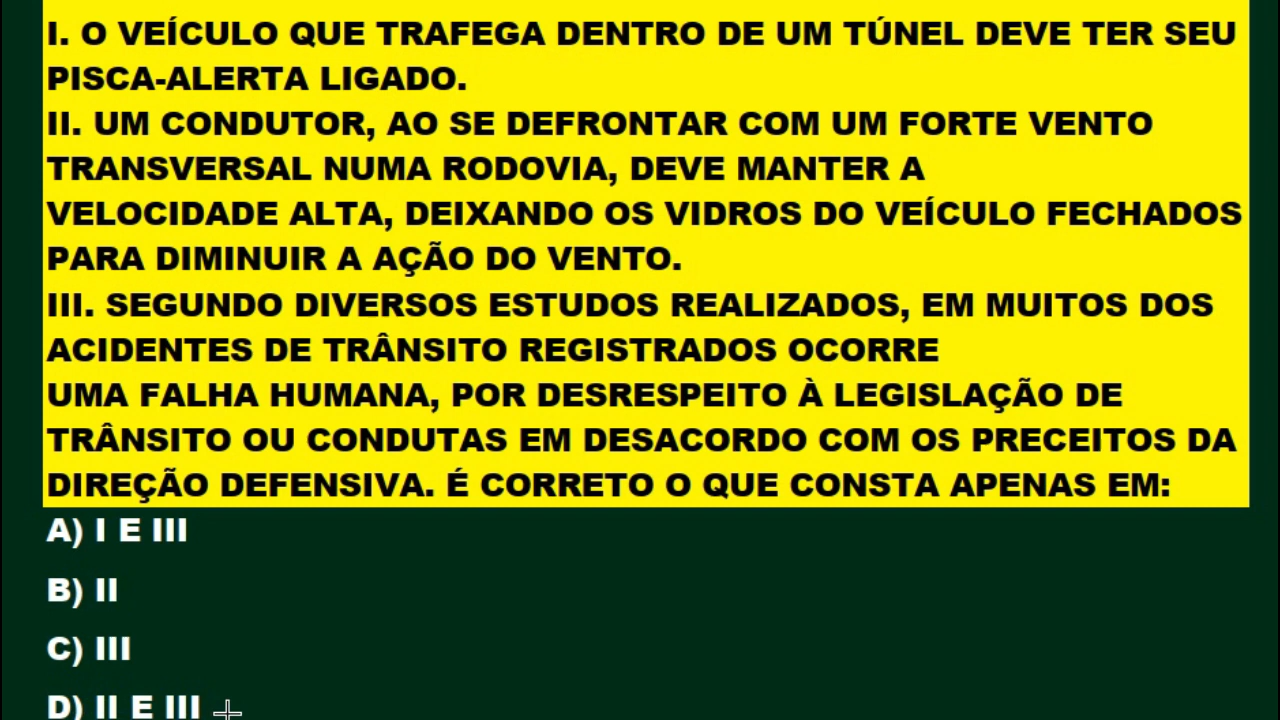 I. O VEÍCULO QUE TRAFEGA DENTRO DE UM TÚNEL DEVE TER SEU
PISCA-ALERTA LIGADO.
II. UM CONDUTOR, AO SE DEFRONTAR COM UM FORTE VENTO
TRANSVERSAL NUMA RODOVIA, DEVE MANTER A
VELOCIDADE ALTA, DEIXANDO OS VIDROS DO VEÍCULO FECHADOS
PARA DIMINUIR A AÇÃO DO VENTO.
III. SEGUNDO DIVERSOS ESTUDOS REALIZADOS, EM MUITOS DOS
ACIDENTES DE TRÂNSITO REGISTRADOS OCORRE
UMA FALHA HUMANA, POR DESRESPEITO À LEGISLAÇÃO DE
TRÂNSITO OU CONDUTAS EM DESACORDO COM OS PRECEITOS DA
DIREÇÃO DEFENSIVA. É CORRETO O QUE CONSTA APENAS EM:
A) I E III
B) II
C) III
D) II E III